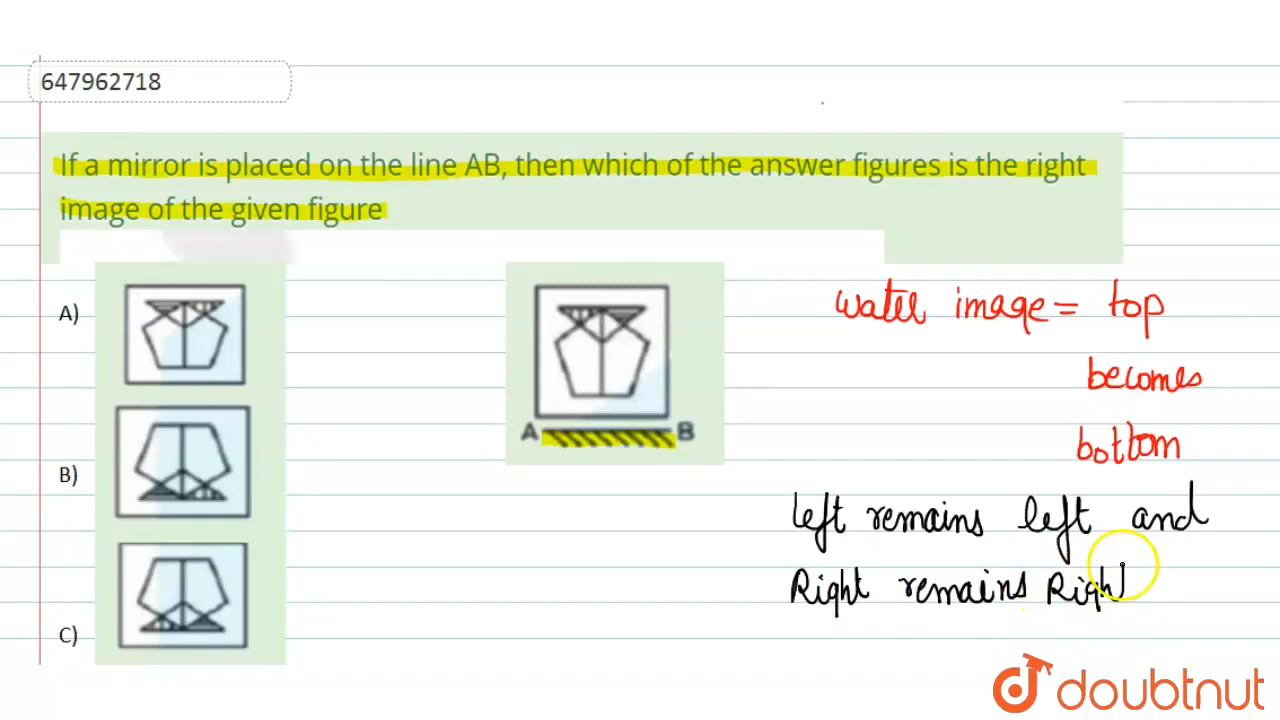 647962718
If a mirror is placed on the line AB, then which of the answer figures is the right
image of the given figure
A)
B)
C)
A B
water image = top
becomes
bottom
left remains left and
Right remains Righ
doubtnut